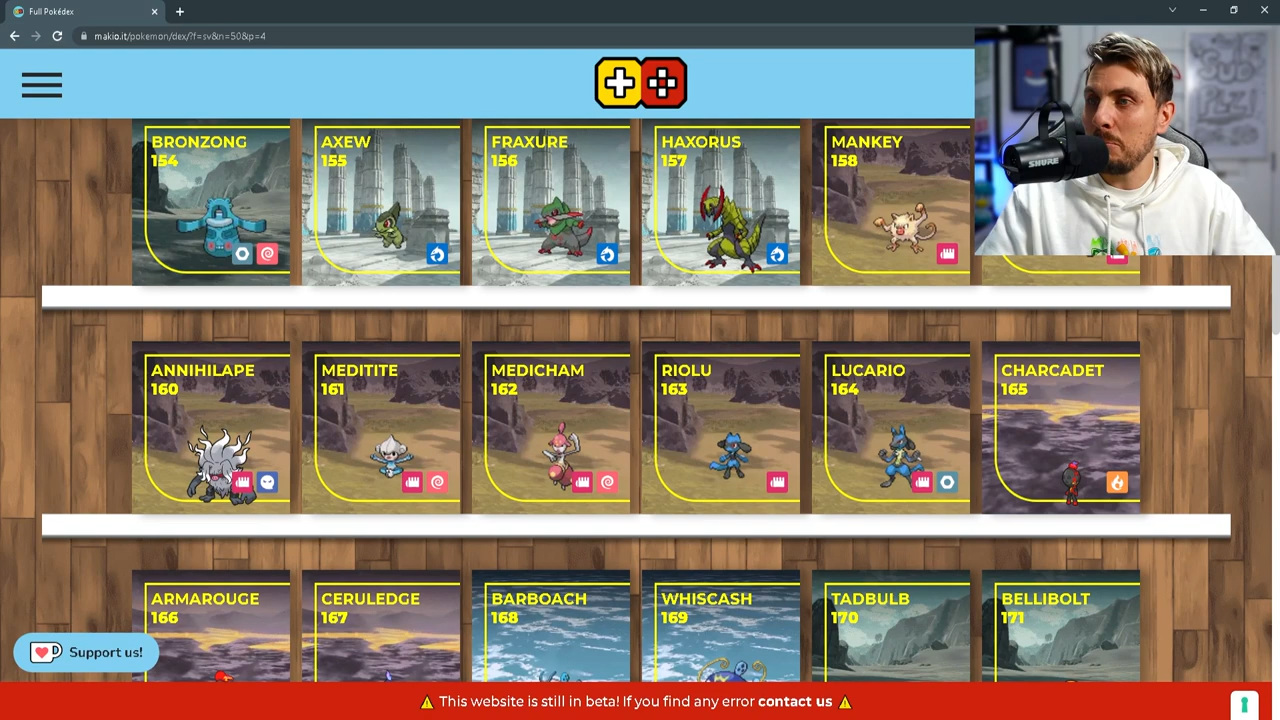 Full Pokédex
makio.it/pokemon/dex/?f=sv&n=50&p=4
BRONZONG
154
AXEW
155
FRAXURE
156
HAXORUS
157
MANKEY
158
SHURE
ANNIHILAPE
160
MEDITITE
161
MEDICHAM
162
RIOLU
163
LUCARIO
164
CHARCADET
165
ARMAROUGE
166
CERULEDGE
167
BARBOACH
168
WHISCASH
169
TADBULB
170
BELLIBOLT
171
Support us!
This website is still in beta! If you find any error contact us